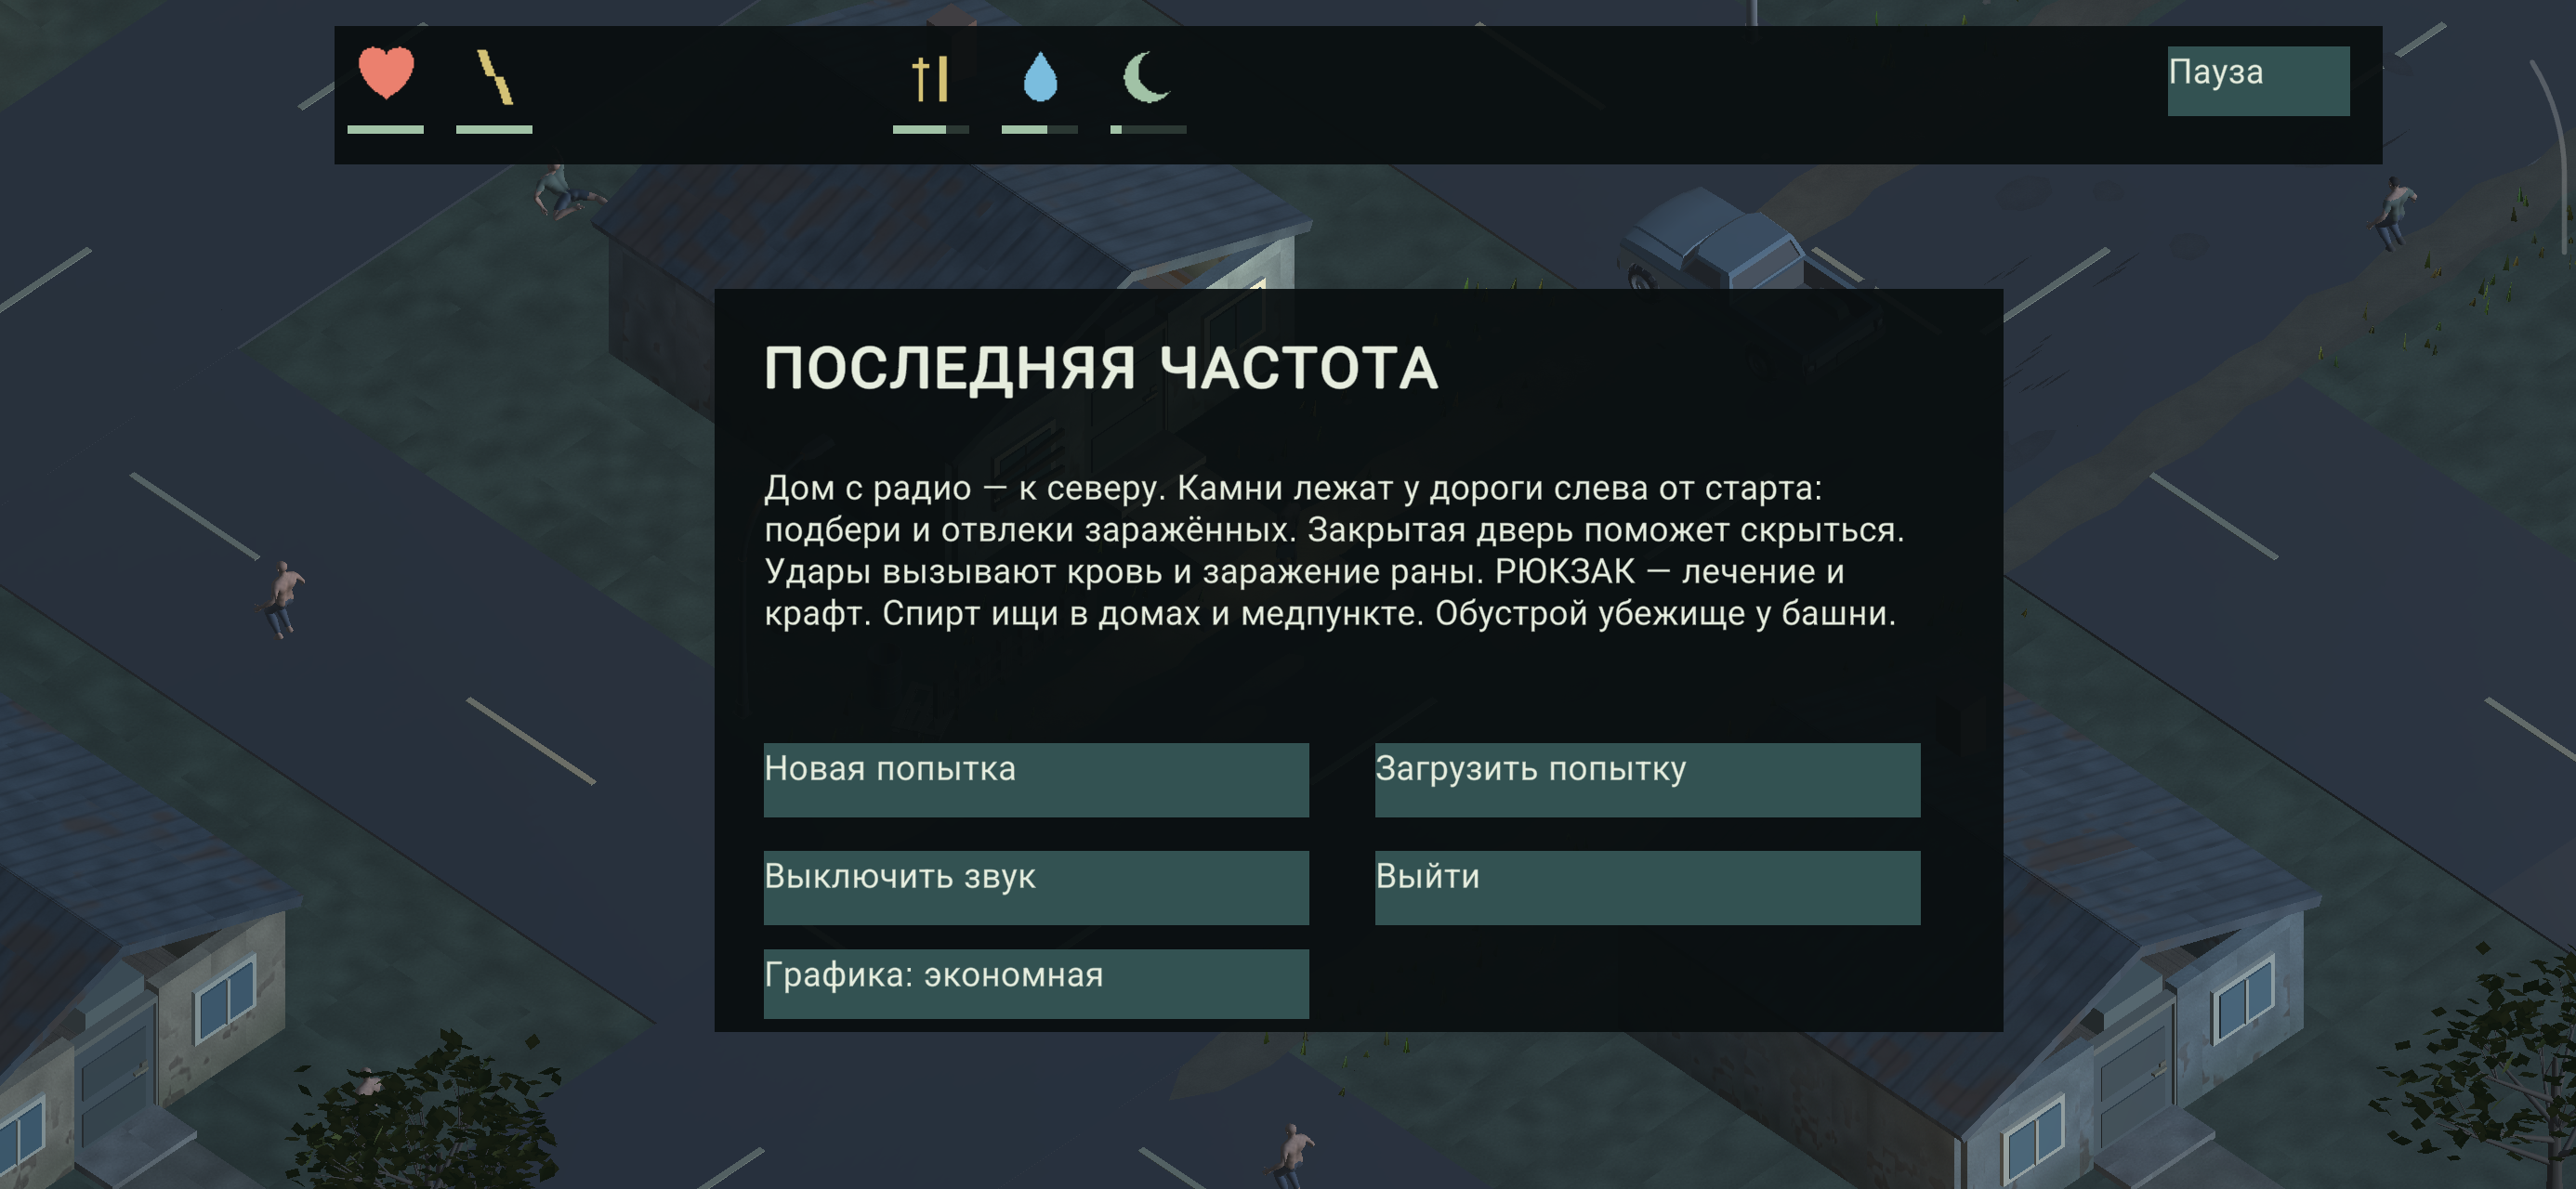 Пауза
ПОСЛЕДНЯЯ ЧАСТОТА
Дом с радио — к северу. Камни лежат у дороги слева от старта:
подбери и отвлеки заражённых. Закрытая дверь поможет скрыться.
Удары вызывают кровь и заражение раны. РЮКЗАК — лечение и
крафт. Спирт ищи в домах и медпункте. Обустрой убежище у башни.
Новая попытка
Загрузить попытку
Выключить звук
Выйти
Графика: экономная